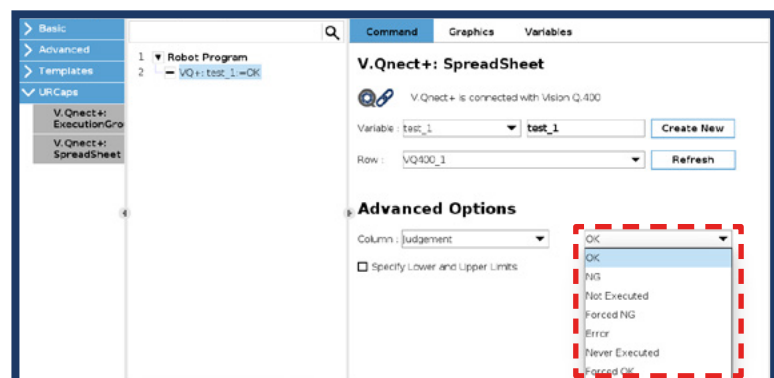 Basic
Advanced
Templates
URCaps
V.Qnect+:
ExecutionGro
V.Qnect+:
SpreadSheet
1 Robot Program
2 VQ+: test_1:=OK
Command Graphics Variables
V.Qnect+: SpreadSheet
V.Qnect+ is connected with Vision Q.400
Variable : test_1 test_1 Create New
Row : VQ400_1 Refresh
Advanced Options
Column : Judgement OK
Specify Lower and Upper Limits
OK
NG
Not Executed
Forced NG
Error
Never Executed
Forced OK